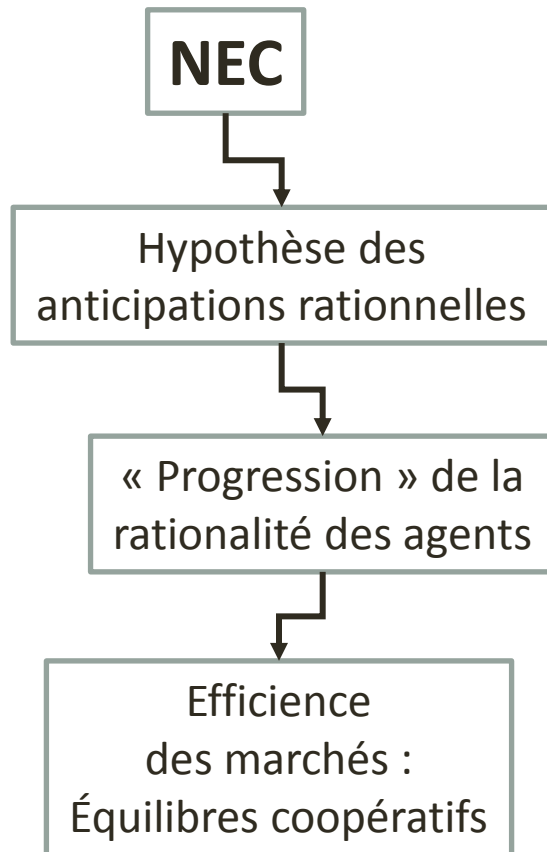 NEC
Hypothèse des
anticipations rationnelles
« Progression » de la
rationalité des agents
Efficience
des marchés :
Équilibres coopératifs